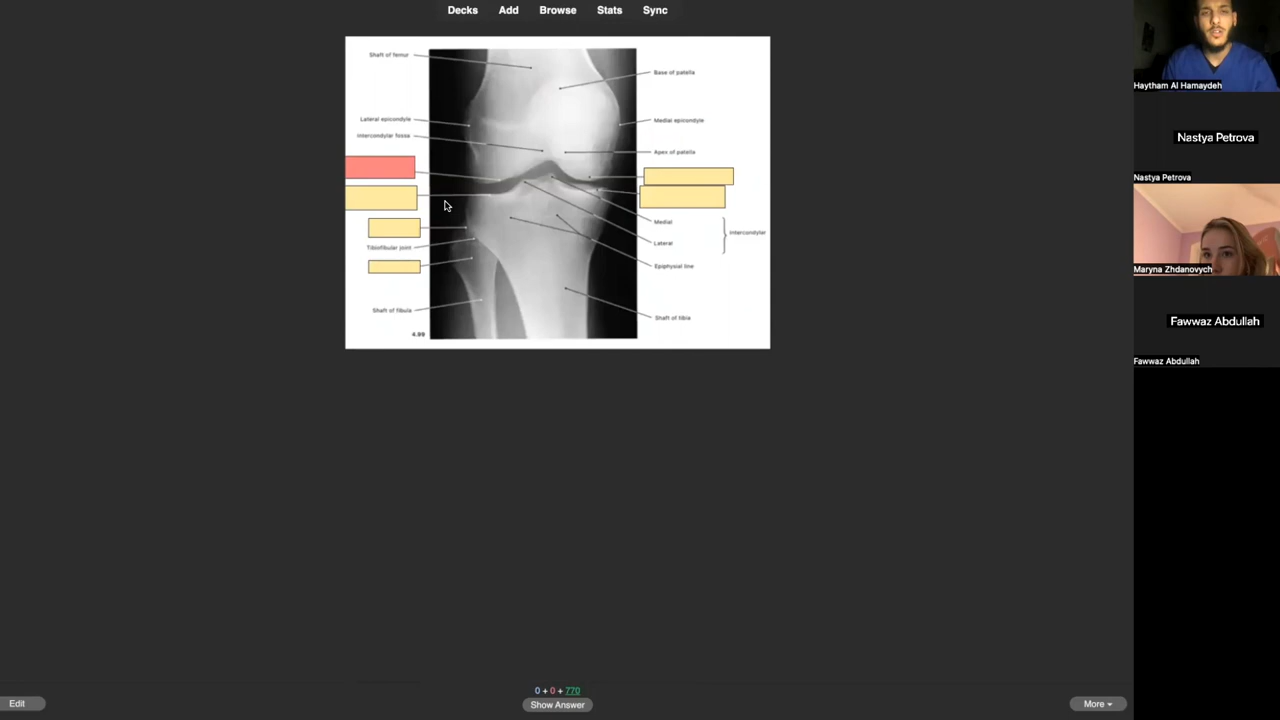 Decks Add Browse Stats Sync
Shaft of femur
Base of patella
Lateral epicondyle
Medial epicondyle
Intercondylar fossa
Apex of patella
Medial
Intercondylar
Lateral
Tibiofibular joint
Epiphysial line
Shaft of fibula
Shaft of tibia
4.99
Haytham Al Hamaydeh
Nastya Petrova
Nastya Petrova
Maryna Zhdanovych
Fawwaz Abdullah
Fawwaz Abdullah
0 + 0 + 770
Edit
Show Answer
More